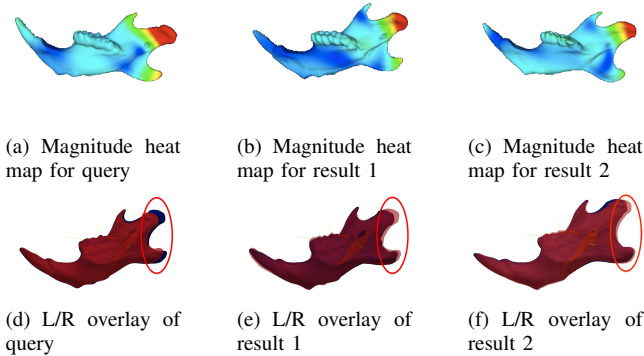 (a) Magnitude heat
map for query
(b) Magnitude heat
map for result 1
(c) Magnitude heat
map for result 2
(d) L/R overlay of
query
(e) L/R overlay of
result 1
(f) L/R overlay of
result 2